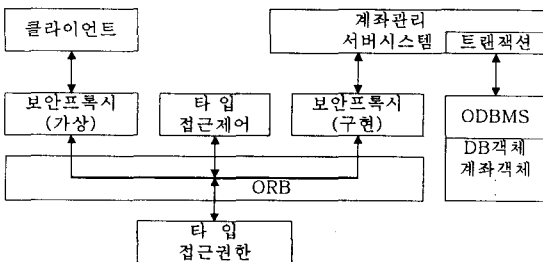 클라이언트
계좌관리
서버시스템
트랜잭션
보안프록시
(가상)
타 입
접근제어
보안프록시
(구현)
ODBMS
DB객체
계좌객체
ORB
타 입
접근권한